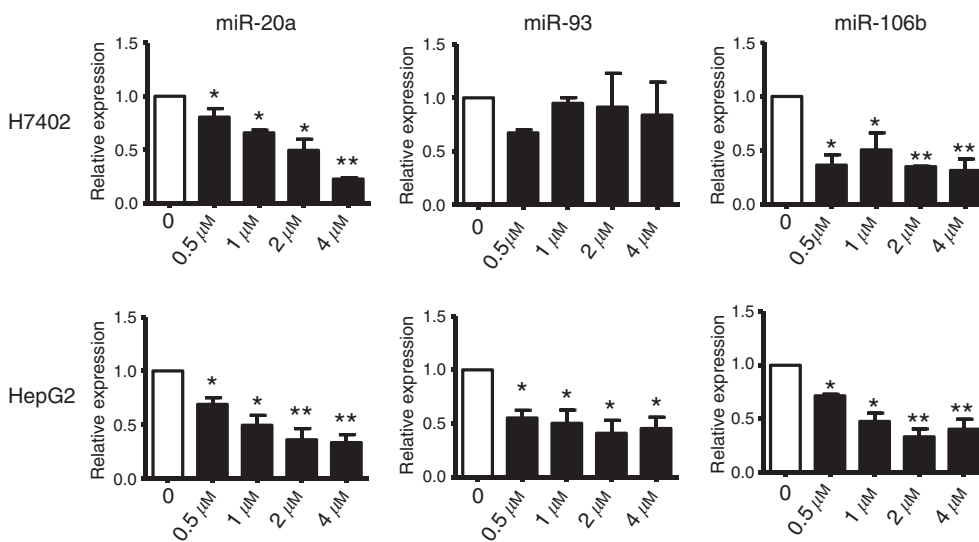 miR-20a miR-93 miR-106b
H7402
Relative expression
1.5
1.0
0.5
0.0
* * * **
0 0.5 µM 1 µM 2 µM 4 µM
Relative expression
1.5
1.0
0.5
0.0
0 0.5 µM 1 µM 2 µM 4 µM
Relative expression
1.5
1.0
0.5
0.0
* * ** **
0 0.5 µM 1 µM 2 µM 4 µM
HepG2
Relative expression
1.5
1.0
0.5
0.0
* * ** **
0 0.5 µM 1 µM 2 µM 4 µM
Relative expression
1.5
1.0
0.5
0.0
* * * *
0 0.5 µM 1 µM 2 µM 4 µM
Relative expression
1.5
1.0
0.5
0.0
* * ** **
0 0.5 µM 1 µM 2 µM 4 µM